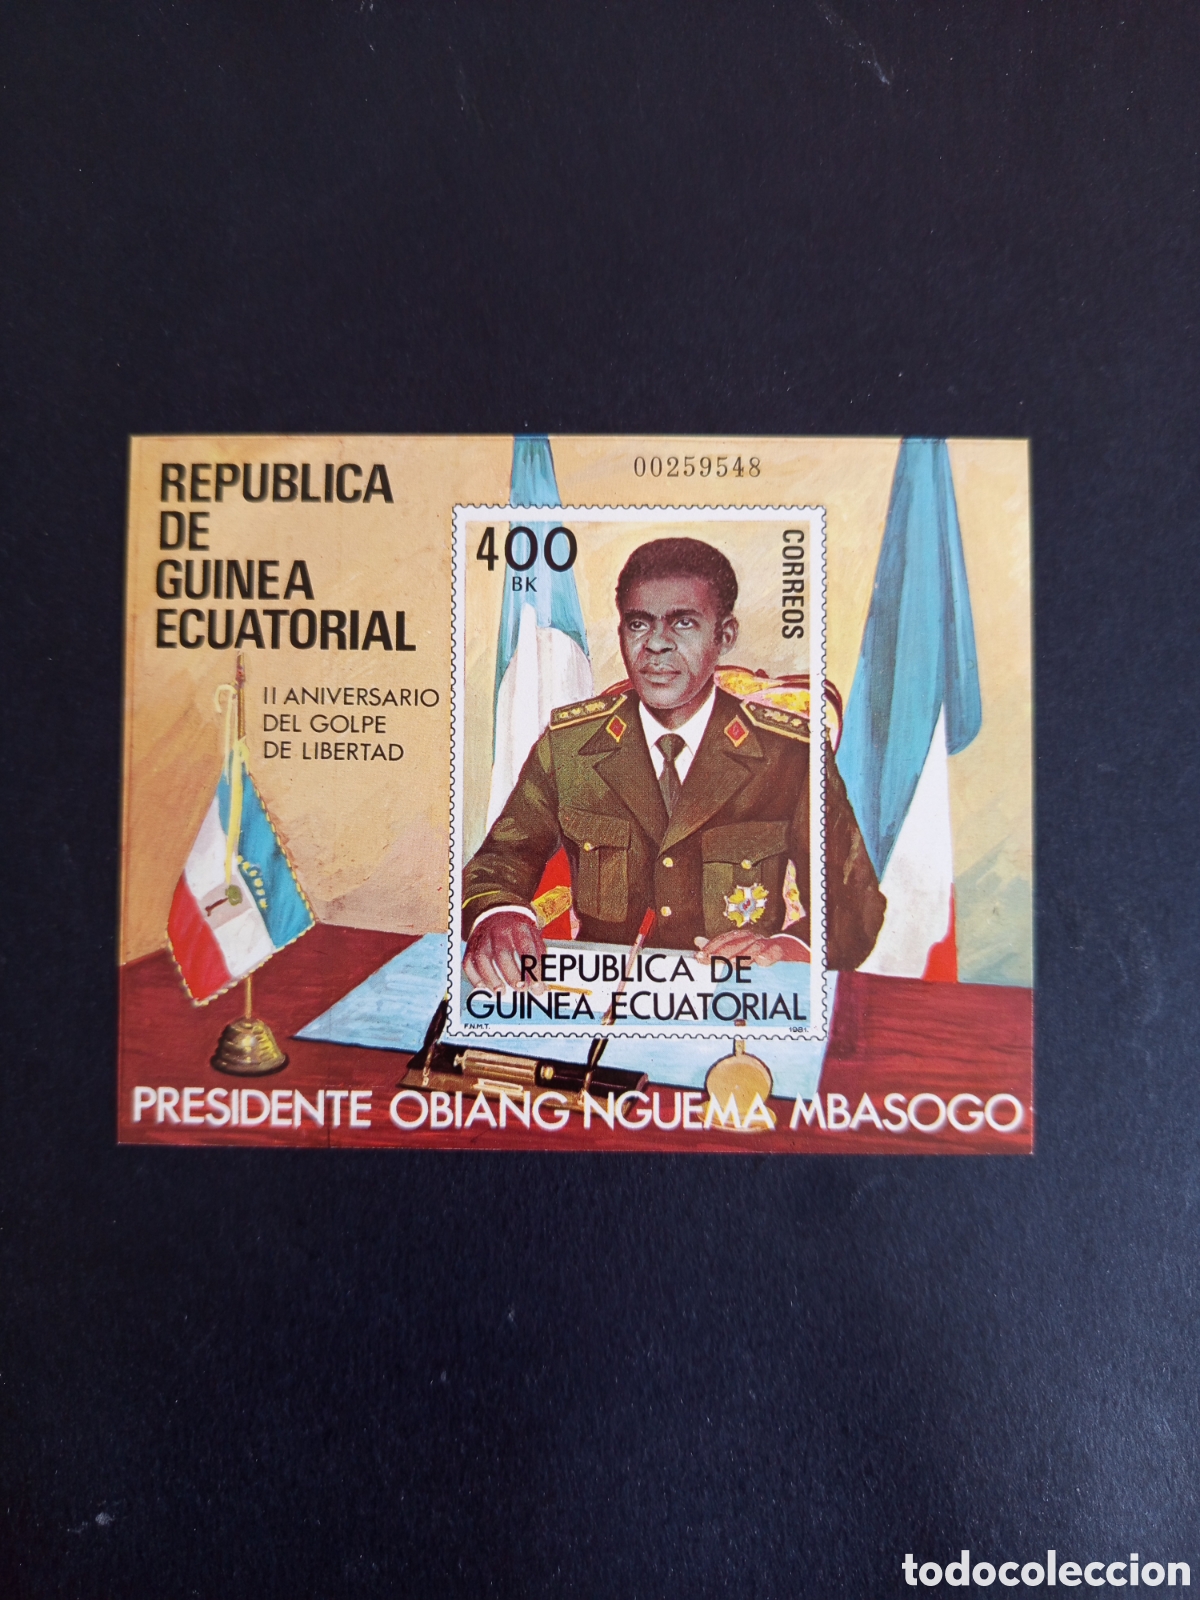 REPUBLICA
DE
GUINEA
ECUATORIAL
II ANIVERSARIO
DEL GOLPE
DE LIBERTAD
00259548
400
BK
CORREOS
REPUBLICA DE
GUINEA ECUATORIAL
F.N.M.T. 1981.
PRESIDENTE OBIANG NGUEMA MBASOGO
todocoleccion